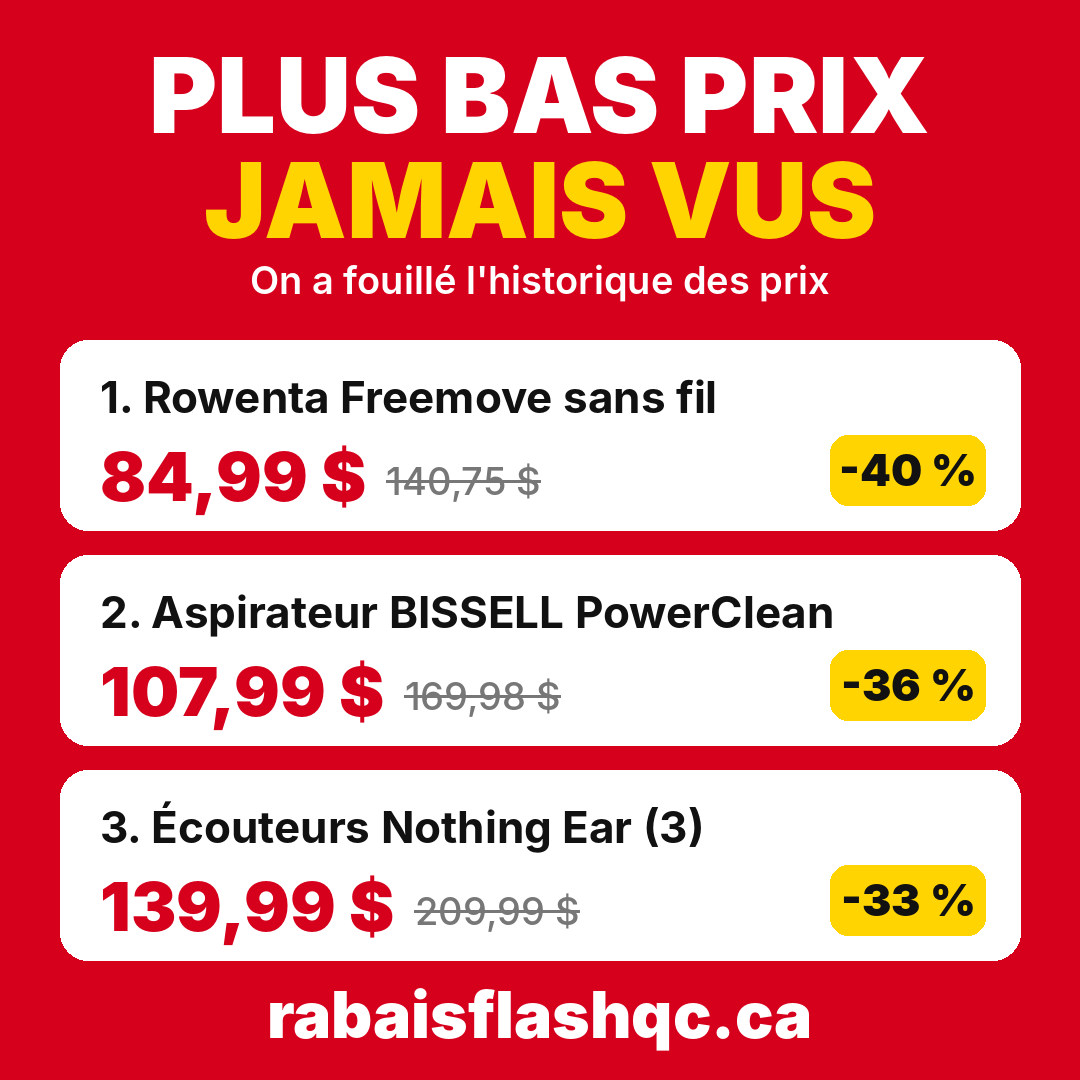 PLUS BAS PRIX
JAMAIS VUS
On a fouillé l'historique des prix
1. Rowenta Freemove sans fil
84,99 $ 140,75 $ -40 %
2. Aspirateur BISSELL PowerClean
107,99 $ 169,98 $ -36 %
3. Écouteurs Nothing Ear (3)
139,99 $ 209,99 $ -33 %
rabaisflashqc.ca